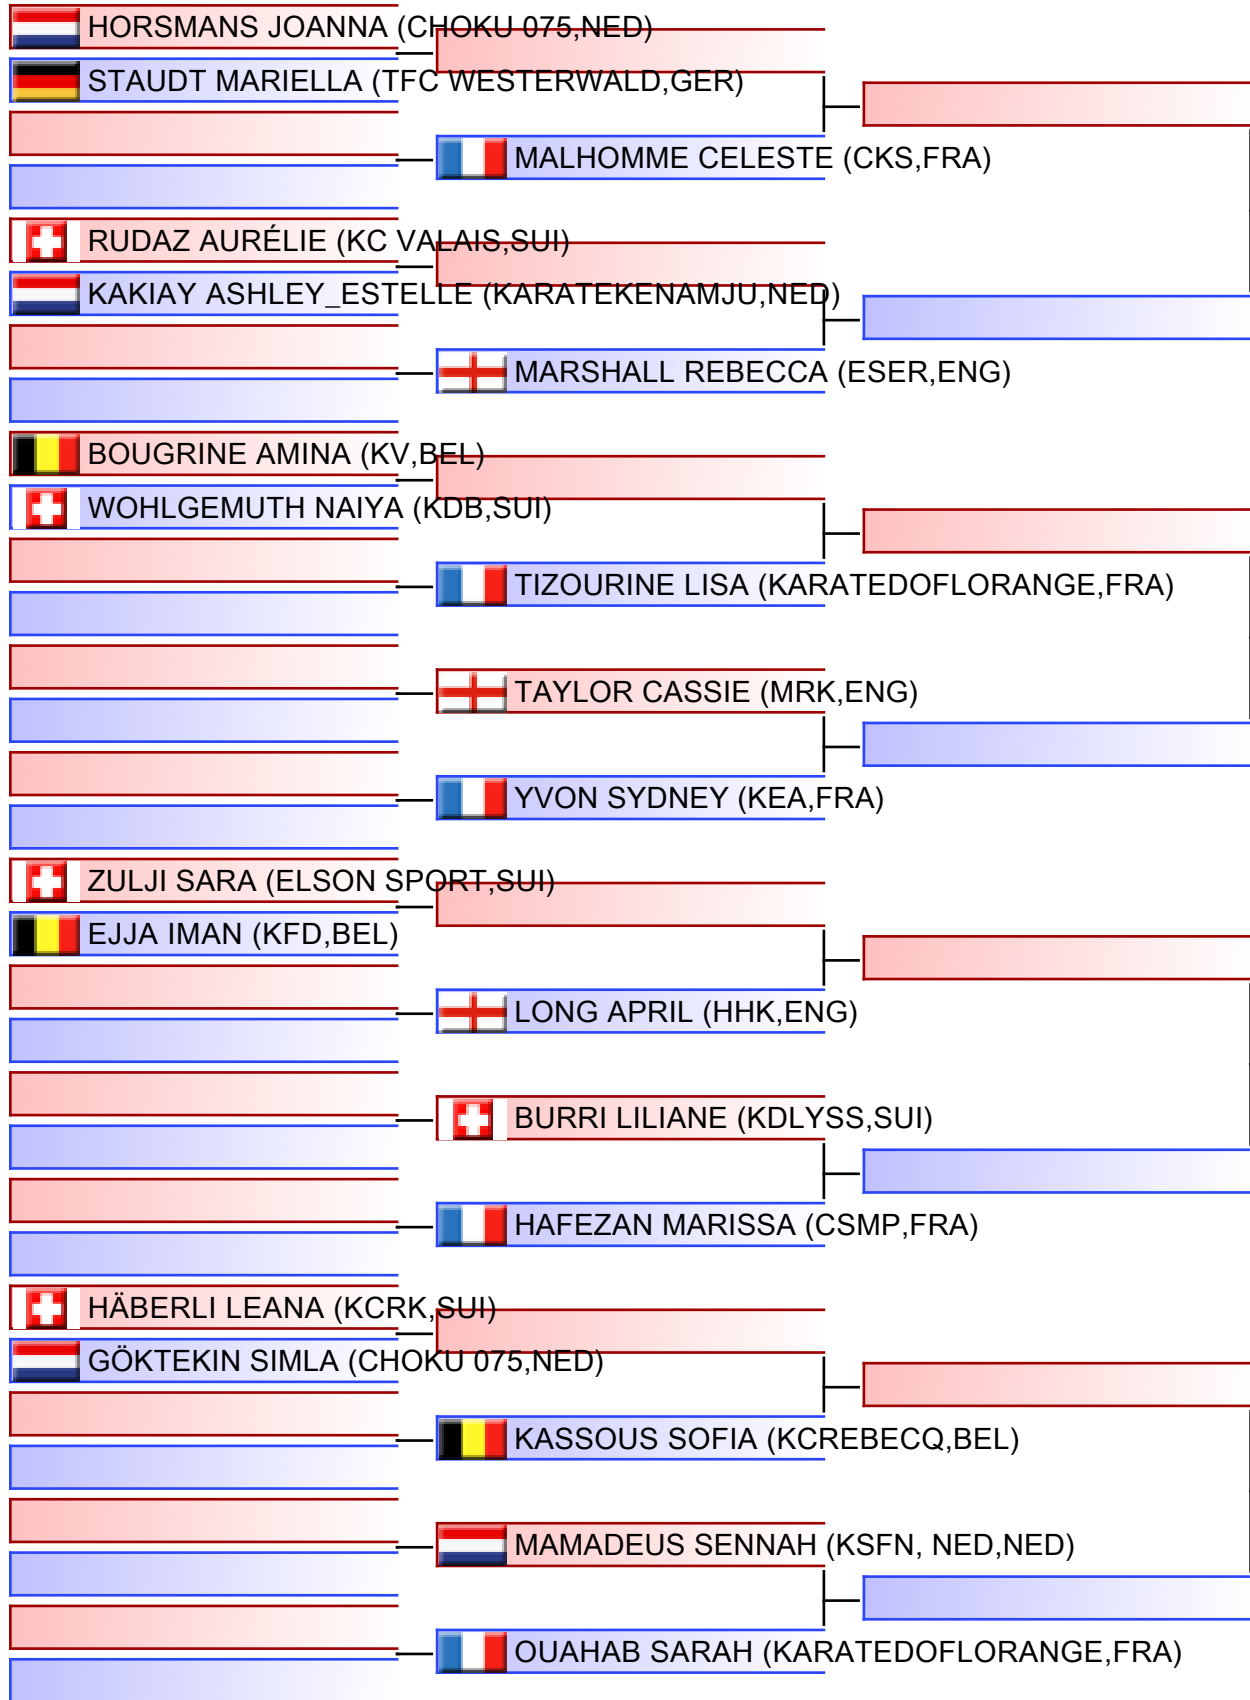 HORSMANS JOANNA (CHOKU 075,NED)
STAUDT MARIELLA (TFC WESTERWALD,GER)
MALHOMME CELESTE (CKS,FRA)
RUDAZ AURÉLIE (KC VALAIS,SUI)
KAKIAY ASHLEY_ESTELLE (KARATEKENAMJU,NED)
MARSHALL REBECCA (ESER,ENG)
BOUGRINE AMINA (KV,BEL)
WOHLGEMUTH NAIYA (KDB,SUI)
TIZOURINE LISA (KARATEDOFLORANGE,FRA)
TAYLOR CASSIE (MRK,ENG)
YVON SYDNEY (KEA,FRA)
ZULJI SARA (ELSON SPORT,SUI)
EJJA IMAN (KFD,BEL)
LONG APRIL (HHK,ENG)
BURRI LILIANE (KDLYSS,SUI)
HAFEZAN MARISSA (CSMP,FRA)
HÄBERLI LEANA (KCRK,SUI)
GÖKTEKIN SIMLA (CHOKU 075,NED)
KASSOUS SOFIA (KCREBECQ,BEL)
MAMADEUS SENNAH (KSFN, NED,NED)
OUAHAB SARAH (KARATEDOFLORANGE,FRA)